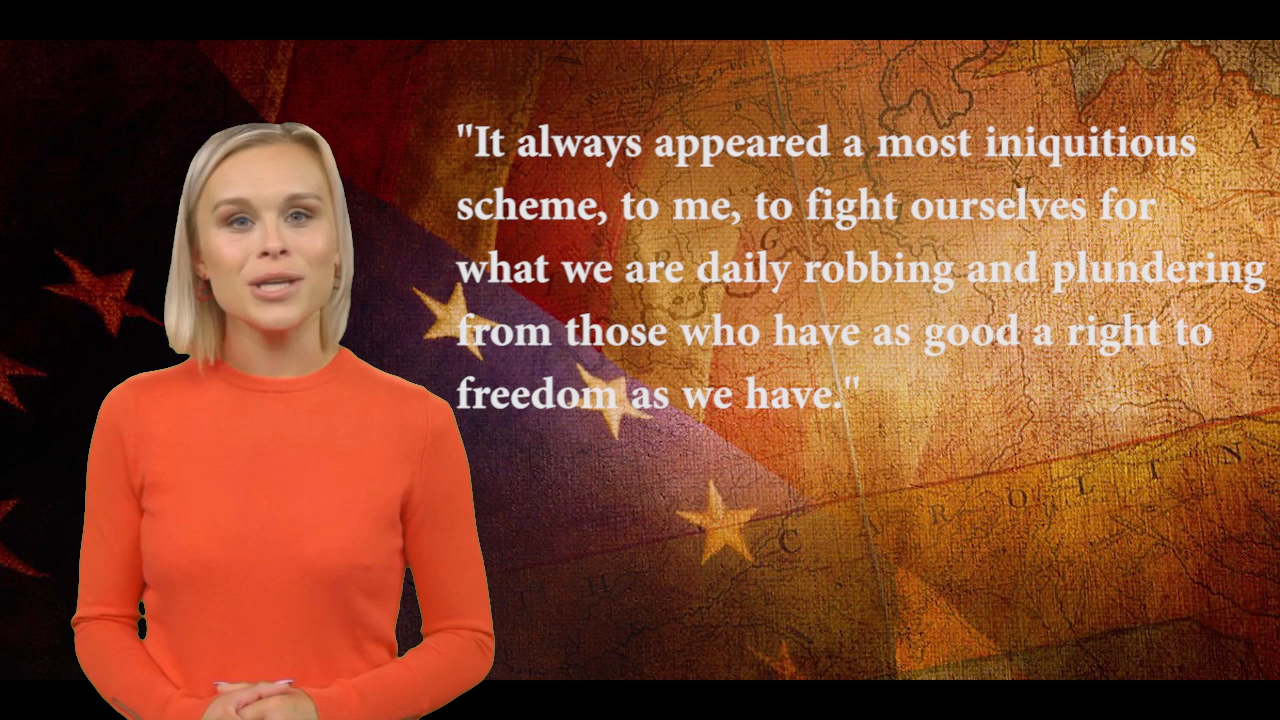 "It always appeared a most iniquitious
scheme, to me, to fight ourselves for
what we are daily robbing and plundering
from those who have as good a right to
freedom as we have."
C A R O L I N